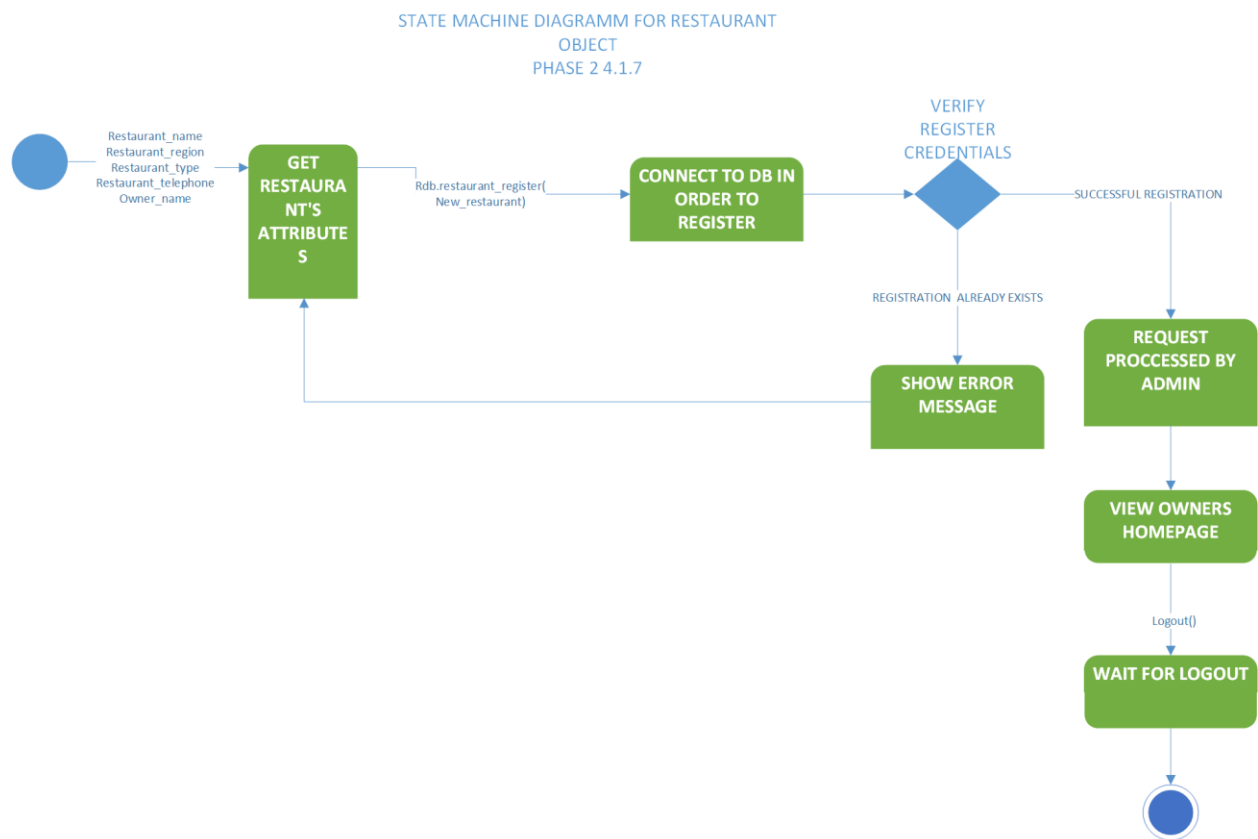 STATE MACHINE DIAGRAMM FOR RESTAURANT
OBJECT
PHASE 2 4.1.7
VERIFY
REGISTER
CREDENTIALS
Restaurant_name
Restaurant_region
Restaurant_type
Restaurant_telephone
Owner_name
GET
RESTAURA
NT'S
ATTRIBUTE
S
Rdb.restaurant_register(
New_restaurant)
CONNECT TO DB IN
ORDER TO
REGISTER
SUCCESSFUL REGISTRATION
REGISTRATION ALREADY EXISTS
SHOW ERROR
MESSAGE
REQUEST
PROCCESSED BY
ADMIN
VIEW OWNERS
HOMEPAGE
Logout()
WAIT FOR LOGOUT